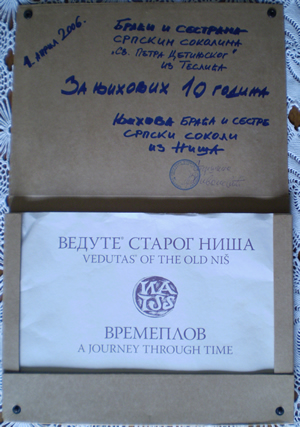 1. април 2006.
Браћи и сестрама
српским соколима
„Св. Петра Цетињског"
из Теслића
За њихових 10 година
Њихова браћа и сестре
српски соколи
из Ниша
ВЕДУТЕ* СТАРОГ НИША
VEDUTAS* OF THE OLD NIŠ
ВРЕМЕПЛОВ
A JOURNEY THROUGH TIME